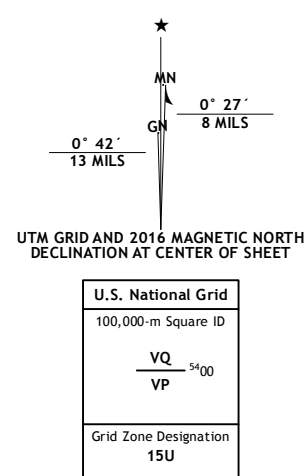 ★
MN
0° 27´
8 MILS
GN
0° 42´
13 MILS
UTM GRID AND 2016 MAGNETIC NORTH
DECLINATION AT CENTER OF SHEET
U.S. National Grid
100,000-m Square ID
VQ
5400
VP
Grid Zone Designation
15U